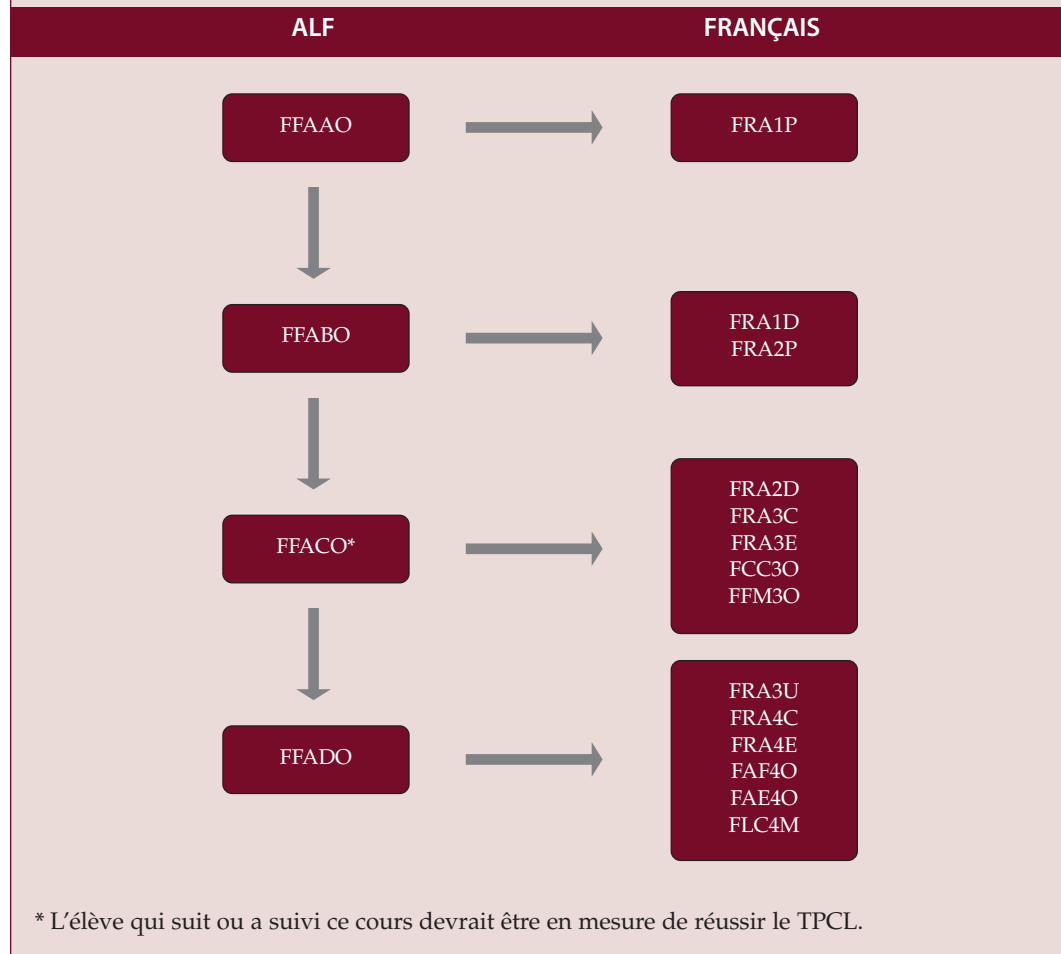 ALF FRANÇAIS
FFAAO FRA1P
FFABO FRA1D
FRA2P
FFACO* FRA2D
FRA3C
FRA3E
FCC3O
FFM3O
FFADO FRA3U
FRA4C
FRA4E
FAF4O
FAE4O
FLC4M
* L'élève qui suit ou a suivi ce cours devrait être en mesure de réussir le TPCL.